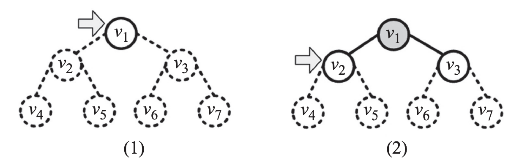 v1 v1
v2 v3 v2 v3
v4 v5 v6 v7 v4 v5 v6 v7
(1) (2)